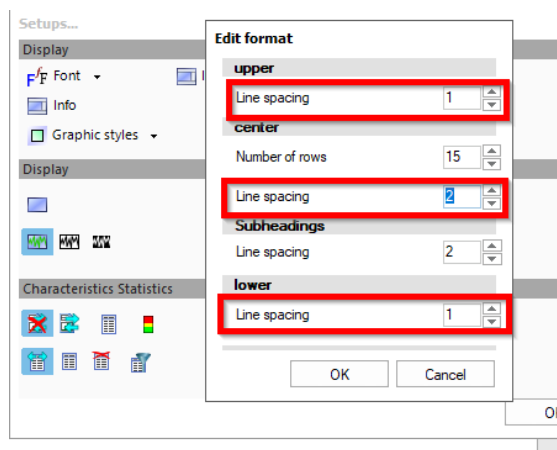 Setups...
Display
Font
Info
Graphic styles
Display
Characteristics Statistics
Edit format
upper
Line spacing 1
center
Number of rows 15
Line spacing 2
Subheadings
Line spacing 2
lower
Line spacing 1
OK Cancel